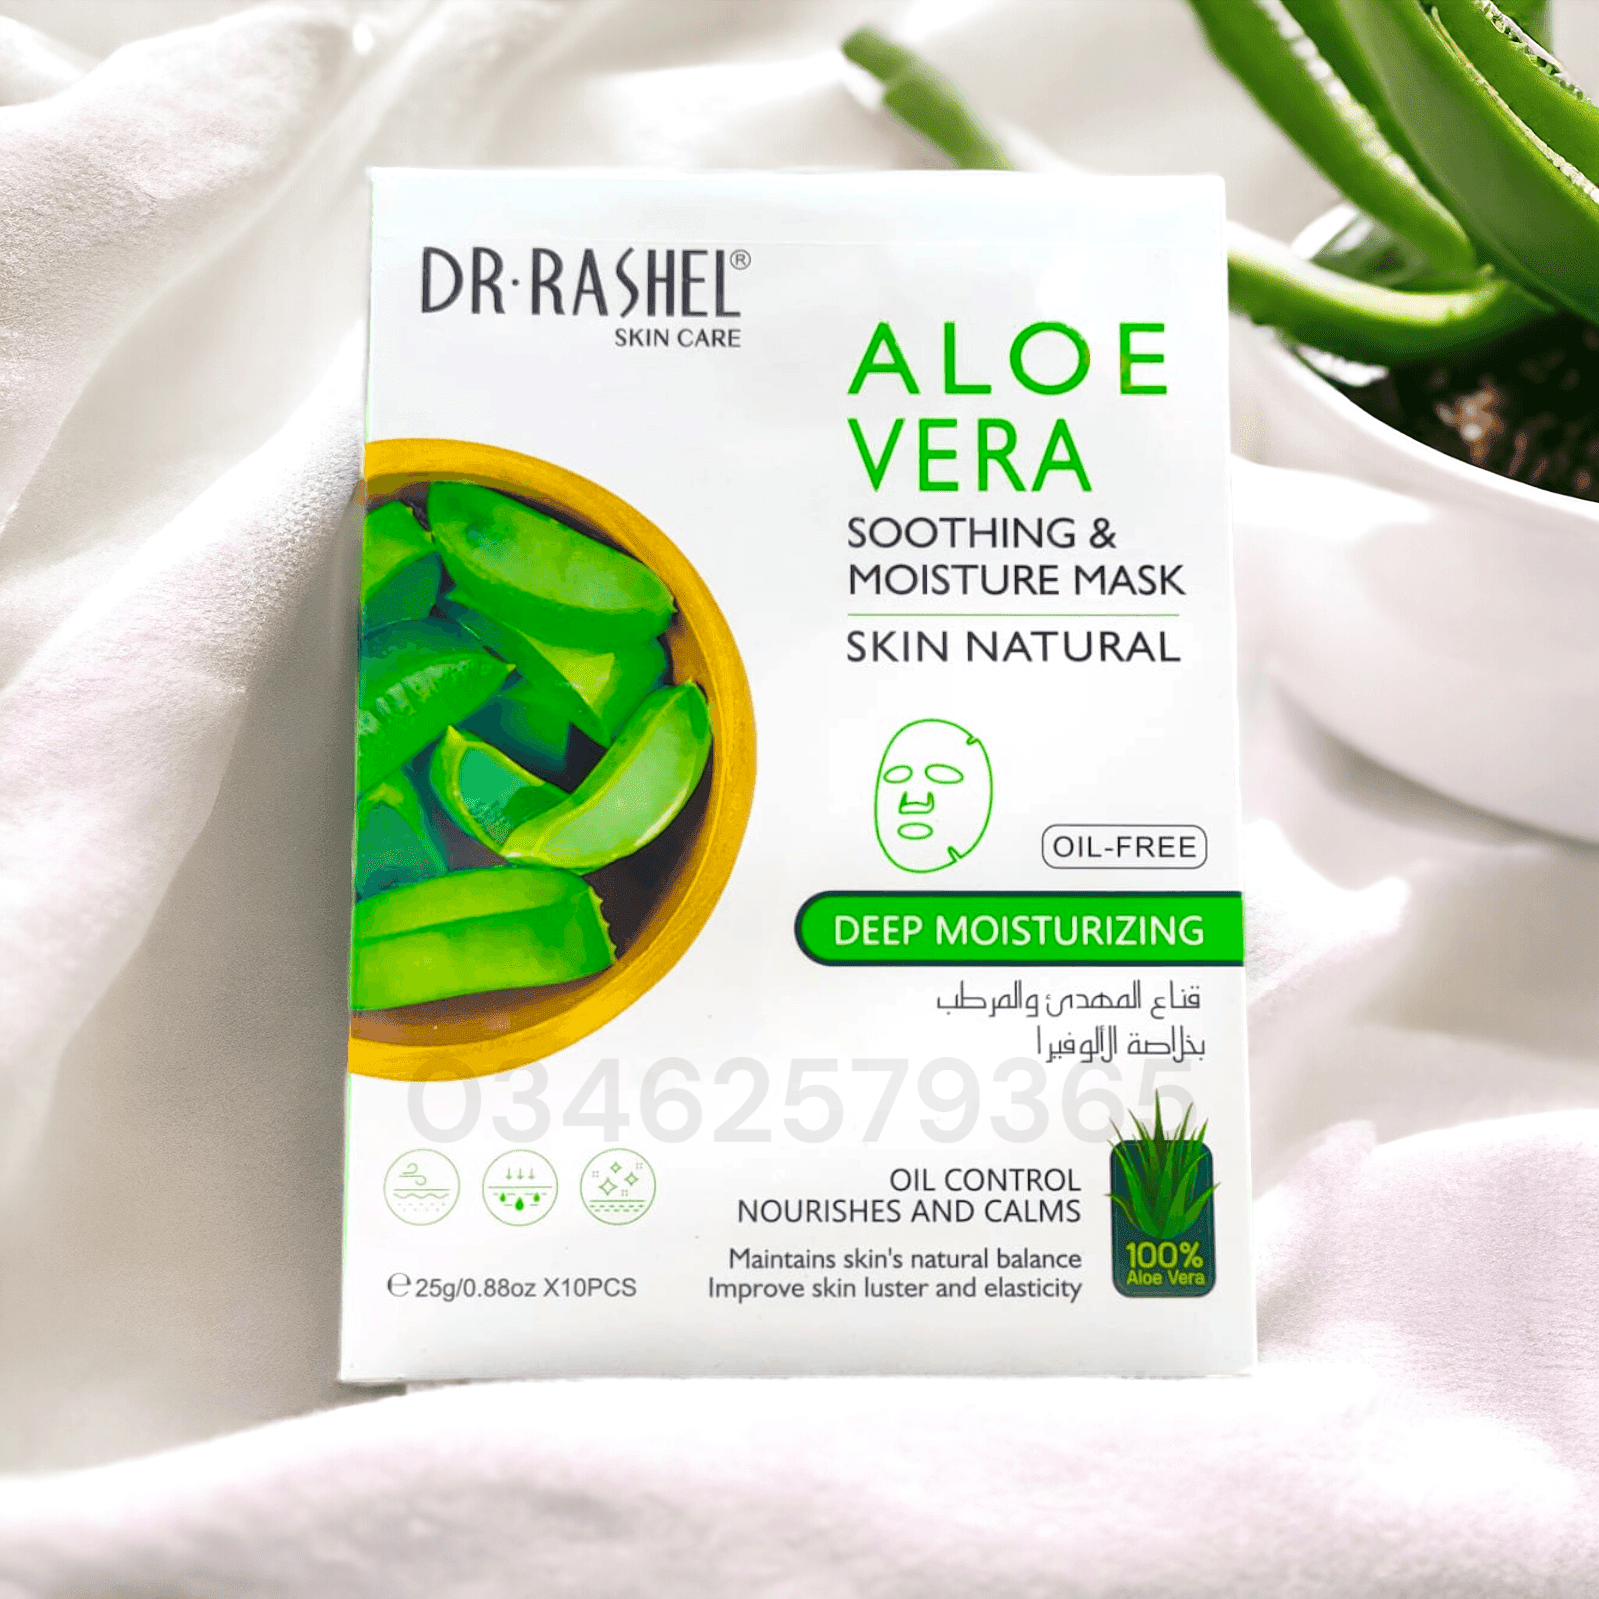 DR·RASHEL®
SKIN CARE
ALOE
VERA
SOOTHING &
MOISTURE MASK
SKIN NATURAL
OIL-FREE
DEEP MOISTURIZING
قناع المهدئ والمرطب
بخلاصة الألوفيرا
03462579365
OIL CONTROL
NOURISHES AND CALMS
Maintains skin's natural balance
Improve skin luster and elasticity
100%
Aloe Vera
℮25g/0.88oz X10PCS